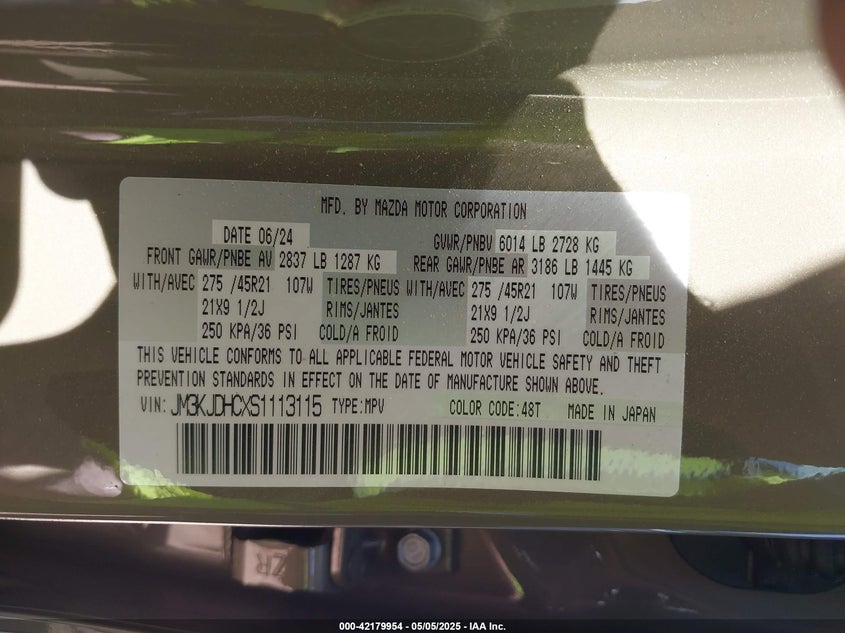 MFD. BY MAZDA MOTOR CORPORATION
DATE 06/24 GVWR/PNBV 6014 LB 2728 KG
FRONT GAWR/PNBE AV 2837 LB 1287 KG REAR GAWR/PNBE AR 3186 LB 1445 KG
WITH/AVEC 275 /45R21 107W TIRES/PNEUS WITH/AVEC 275 /45R21 107W TIRES/PNEUS
21X9 1/2J RIMS/JANTES 21X9 1/2J RIMS/JANTES
250 KPA/36 PSI COLD/A FROID 250 KPA/36 PSI COLD/A FROID
THIS VEHICLE CONFORMS TO ALL APPLICABLE FEDERAL MOTOR VEHICLE SAFETY AND THEFT
PREVENTION STANDARDS IN EFFECT ON THE DATE OF MANUFACTURE SHOWN ABOVE.
VIN: JM3KJDHCXS1113115 TYPE:MPV COLOR CODE:48T MADE IN JAPAN
ZR
000-42179954 - 05/05/2025 - IAA Inc.